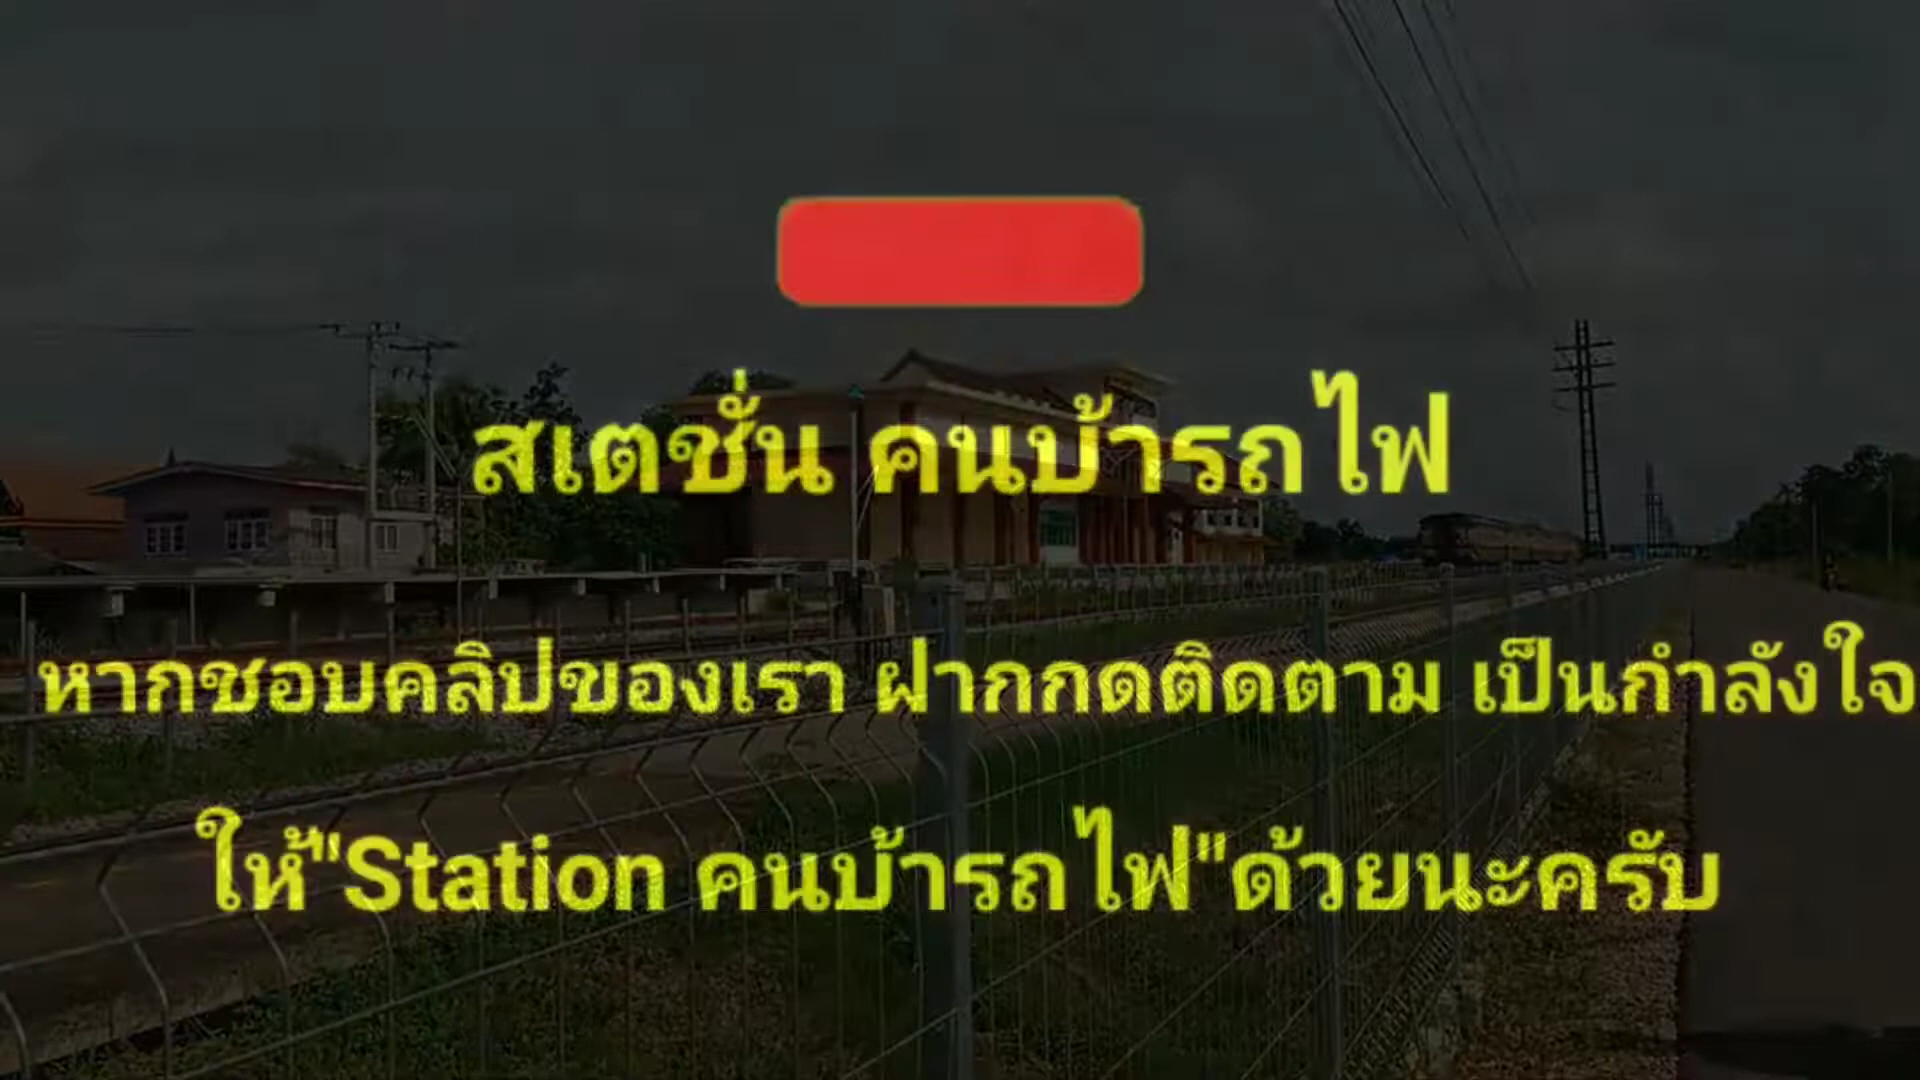 สเตชั่น คนบ้ารถไฟ
หากชอบคลิปของเรา ฝากกดติดตาม เป็นกำลังใจ
ให้"Station คนบ้ารถไฟ"ด้วยนะครับ